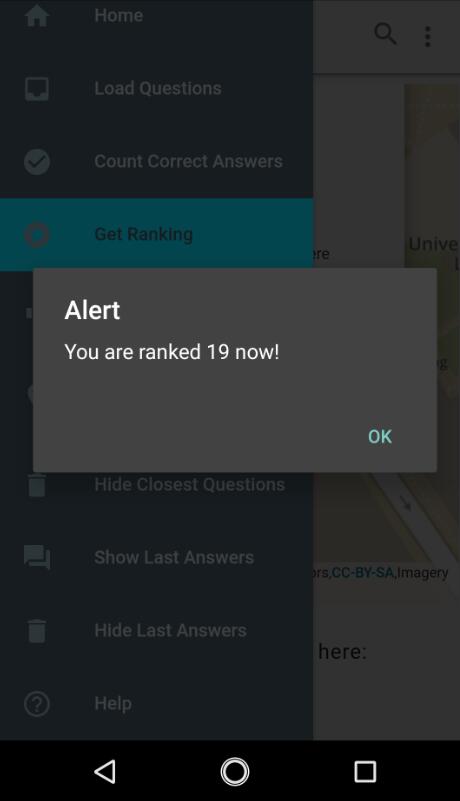 Home
Load Questions
Count Correct Answers
Get Ranking
Unive
L
ere
Alert
You are ranked 19 now!
OK
Hide Closest Questions
Show Last Answers
ors,CC-BY-SA,Imagery
Hide Last Answers
here:
Help